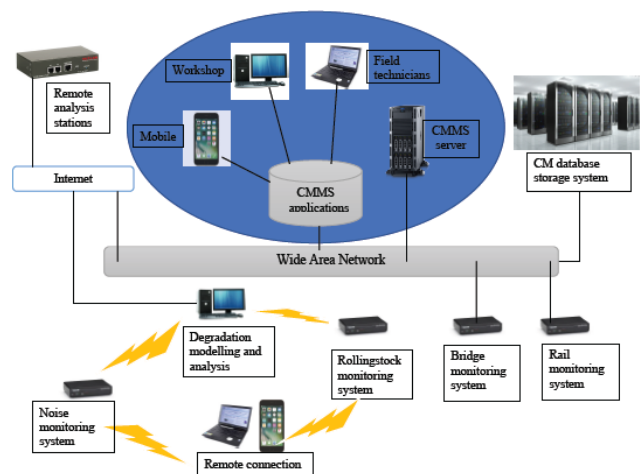 Workshop
Field
technicians
Remote
analysis
stations
Mobile
CMMS
server
CM database
storage system
Internet
CMMS
applications
Wide Area Network
Degradation
modelling and
analysis
Rollingstock
monitoring
system
Bridge
monitoring
system
Rail
monitoring
system
Noise
monitoring
system
Remote connection